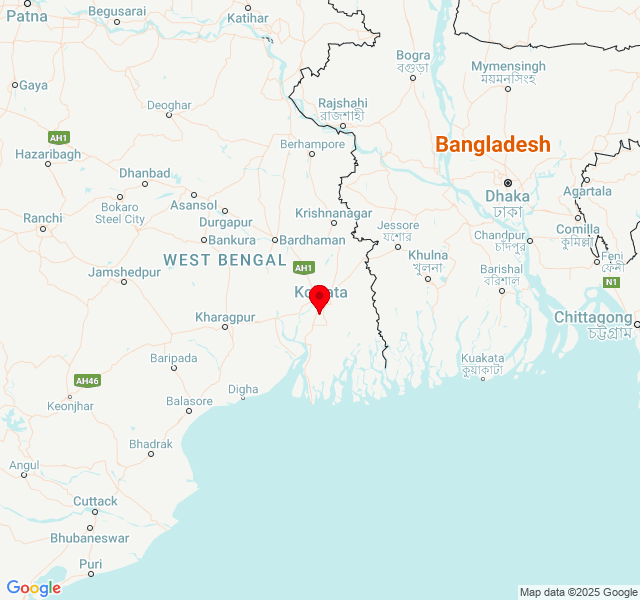 Patna
Begusarai
Katihar
Gaya
Deoghar
Bogra
বগুড়া
Mymensingh
ময়মনসিংহ
Rajshahi
রাজশাহী
AH1
Hazaribagh
Berhampore
Bangladesh
Dhanbad
Bokaro
Steel City
Asansol
Durgapur
Dhaka
ঢাকা
Agartala
Ranchi
Krishnanagar
Jessore
যশোর
Comilla
কুমিল্লা
Chandpur
চাঁদপুর
Bankura
Bardhaman
WEST BENGAL
AH1
Feni
ফেনী
Jamshedpur
Khulna
খুলনা
Barishal
বরিশাল
N1
Kharagpur
Chittagong
চট্টগ্রাম
Baripada
Kuakata
কুয়াকাটা
AH46
Keonjhar
Digha
Balasore
Bhadrak
Angul
Cuttack
Bhubaneswar
Puri
Google
Map data ©2025 Google